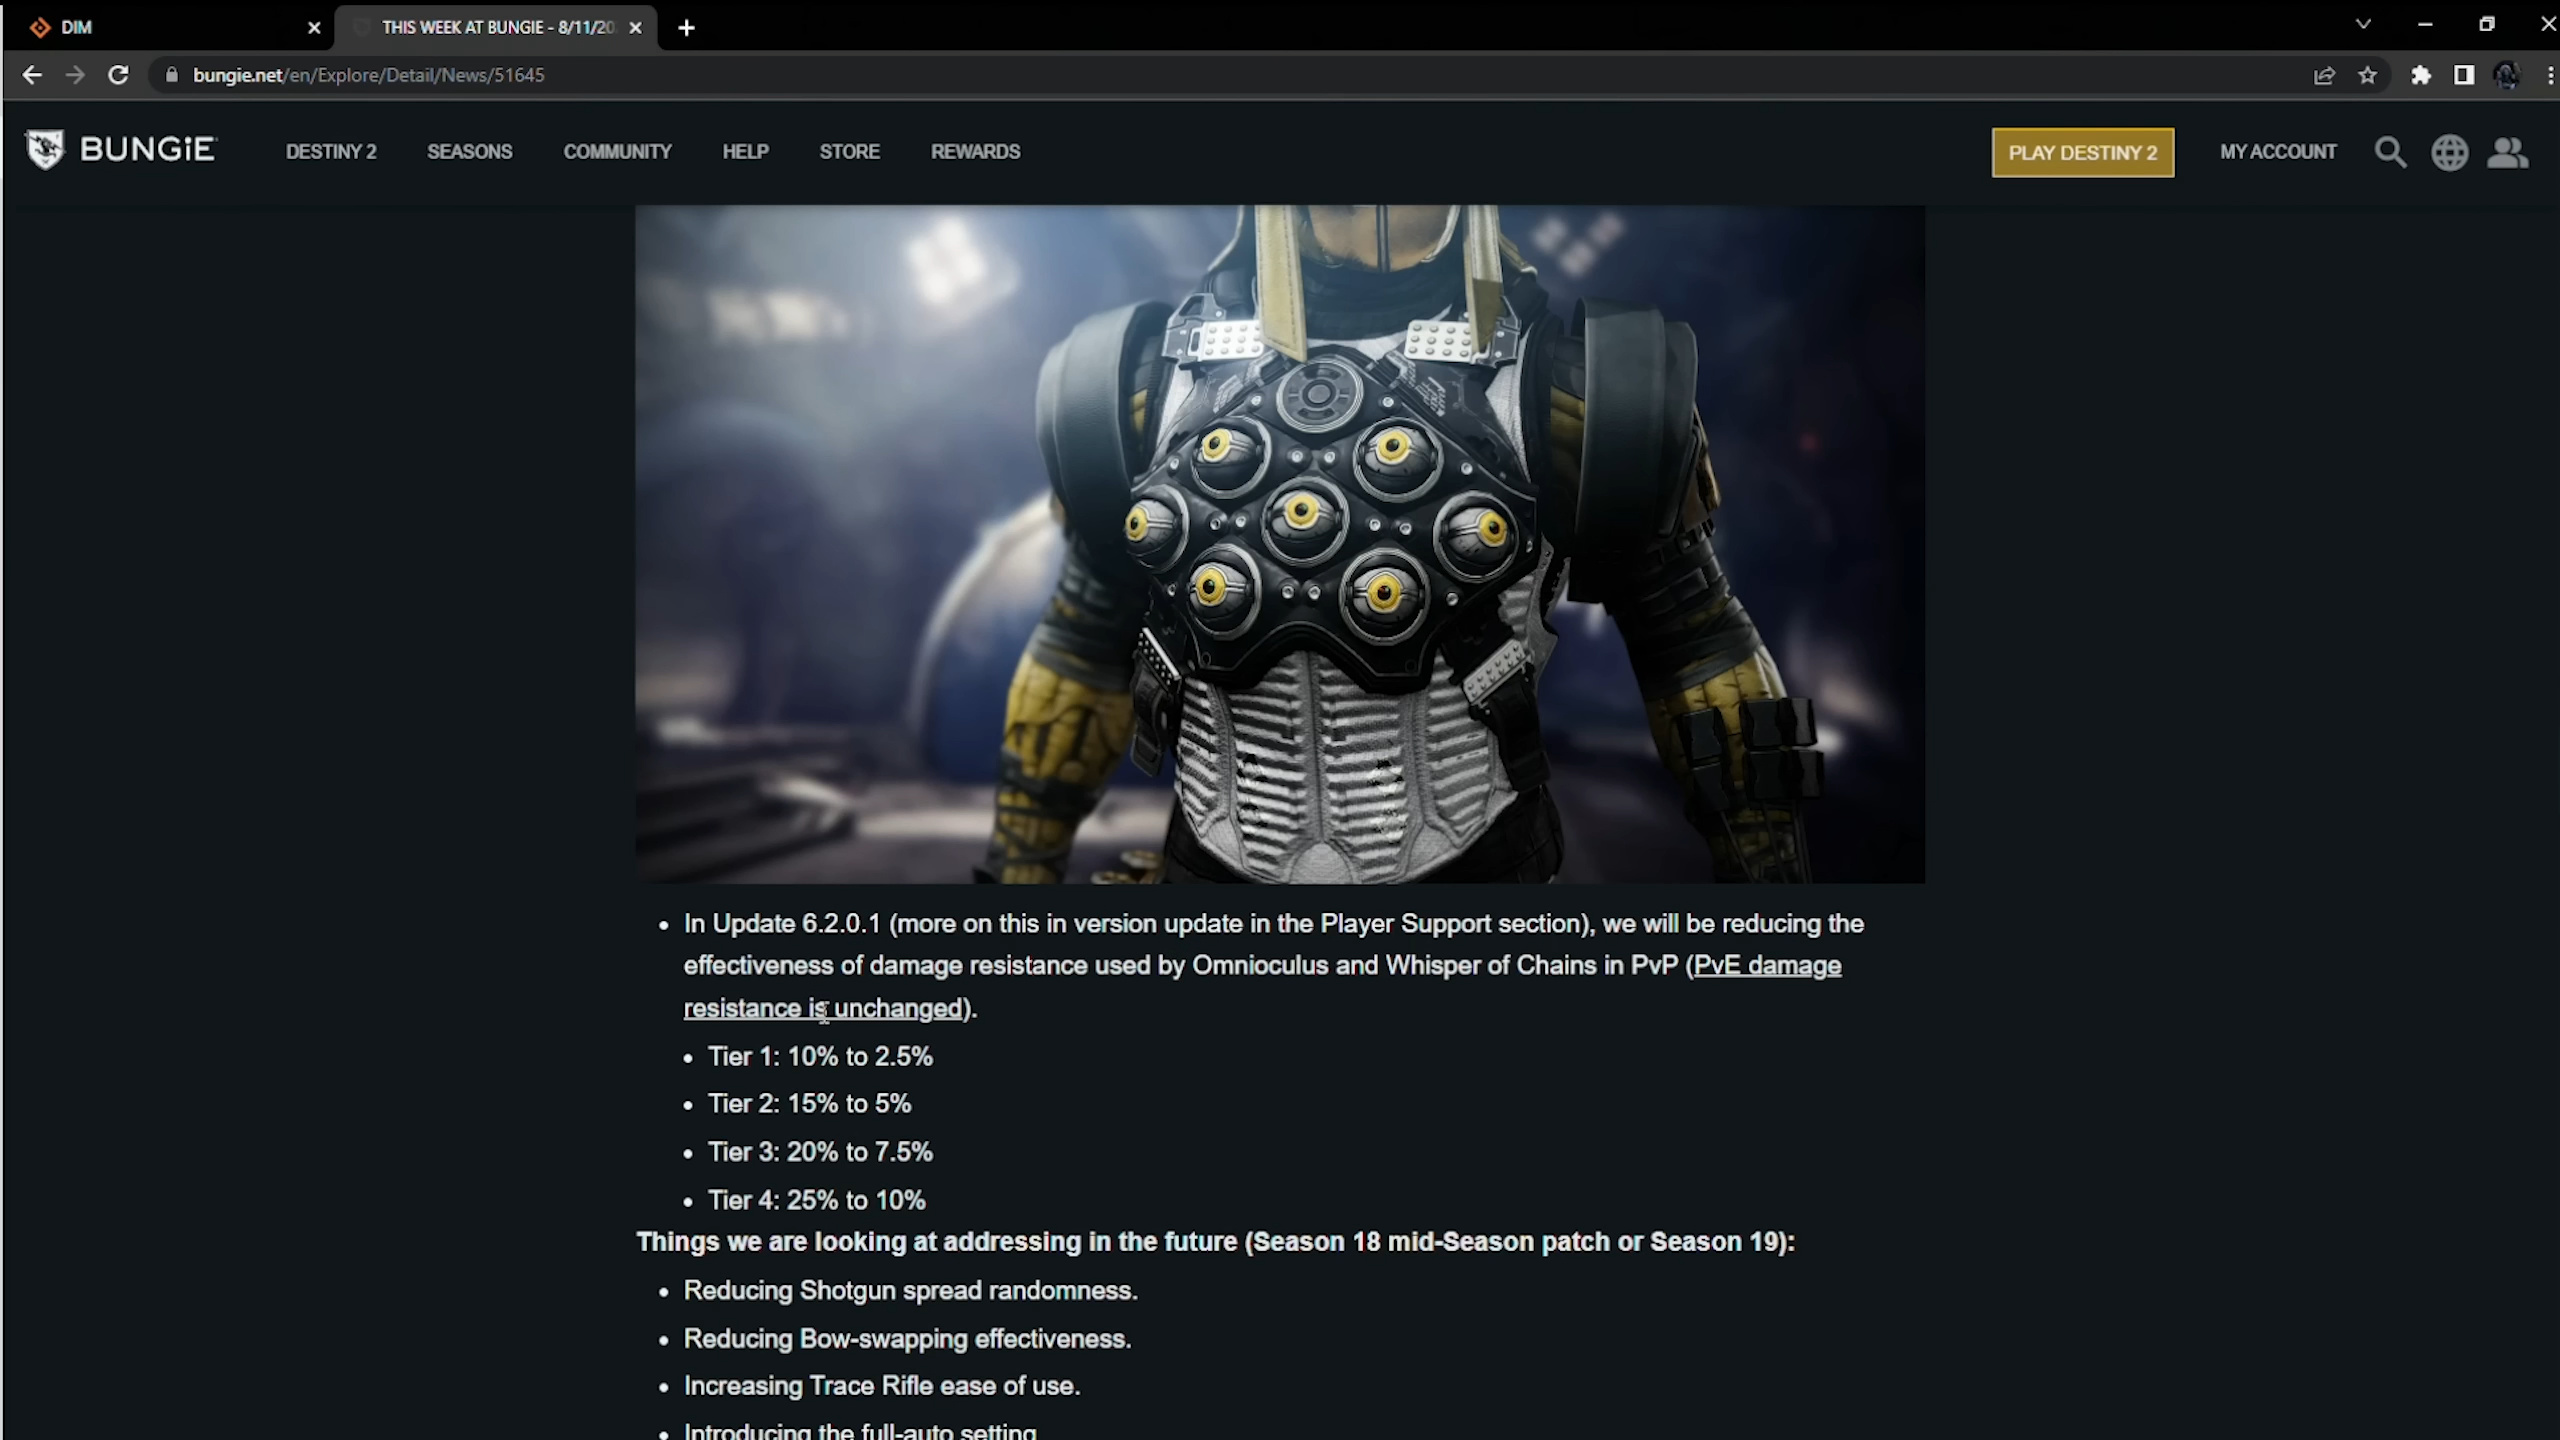 DIM
THIS WEEK AT BUNGIE - 8/11/20
bungie.net/en/Explore/Detail/News/51645
BUNGiE
DESTINY 2
SEASONS
COMMUNITY
HELP
STORE
REWARDS
PLAY DESTINY 2
MY ACCOUNT
• In Update 6.2.0.1 (more on this in version update in the Player Support section), we will be reducing the
effectiveness of damage resistance used by Omnioculus and Whisper of Chains in PvP (PvE damage
resistance is unchanged).
• Tier 1: 10% to 2.5%
• Tier 2: 15% to 5%
• Tier 3: 20% to 7.5%
• Tier 4: 25% to 10%
Things we are looking at addressing in the future (Season 18 mid-Season patch or Season 19):
• Reducing Shotgun spread randomness.
• Reducing Bow-swapping effectiveness.
• Increasing Trace Rifle ease of use.
• Introducing the full-auto setting